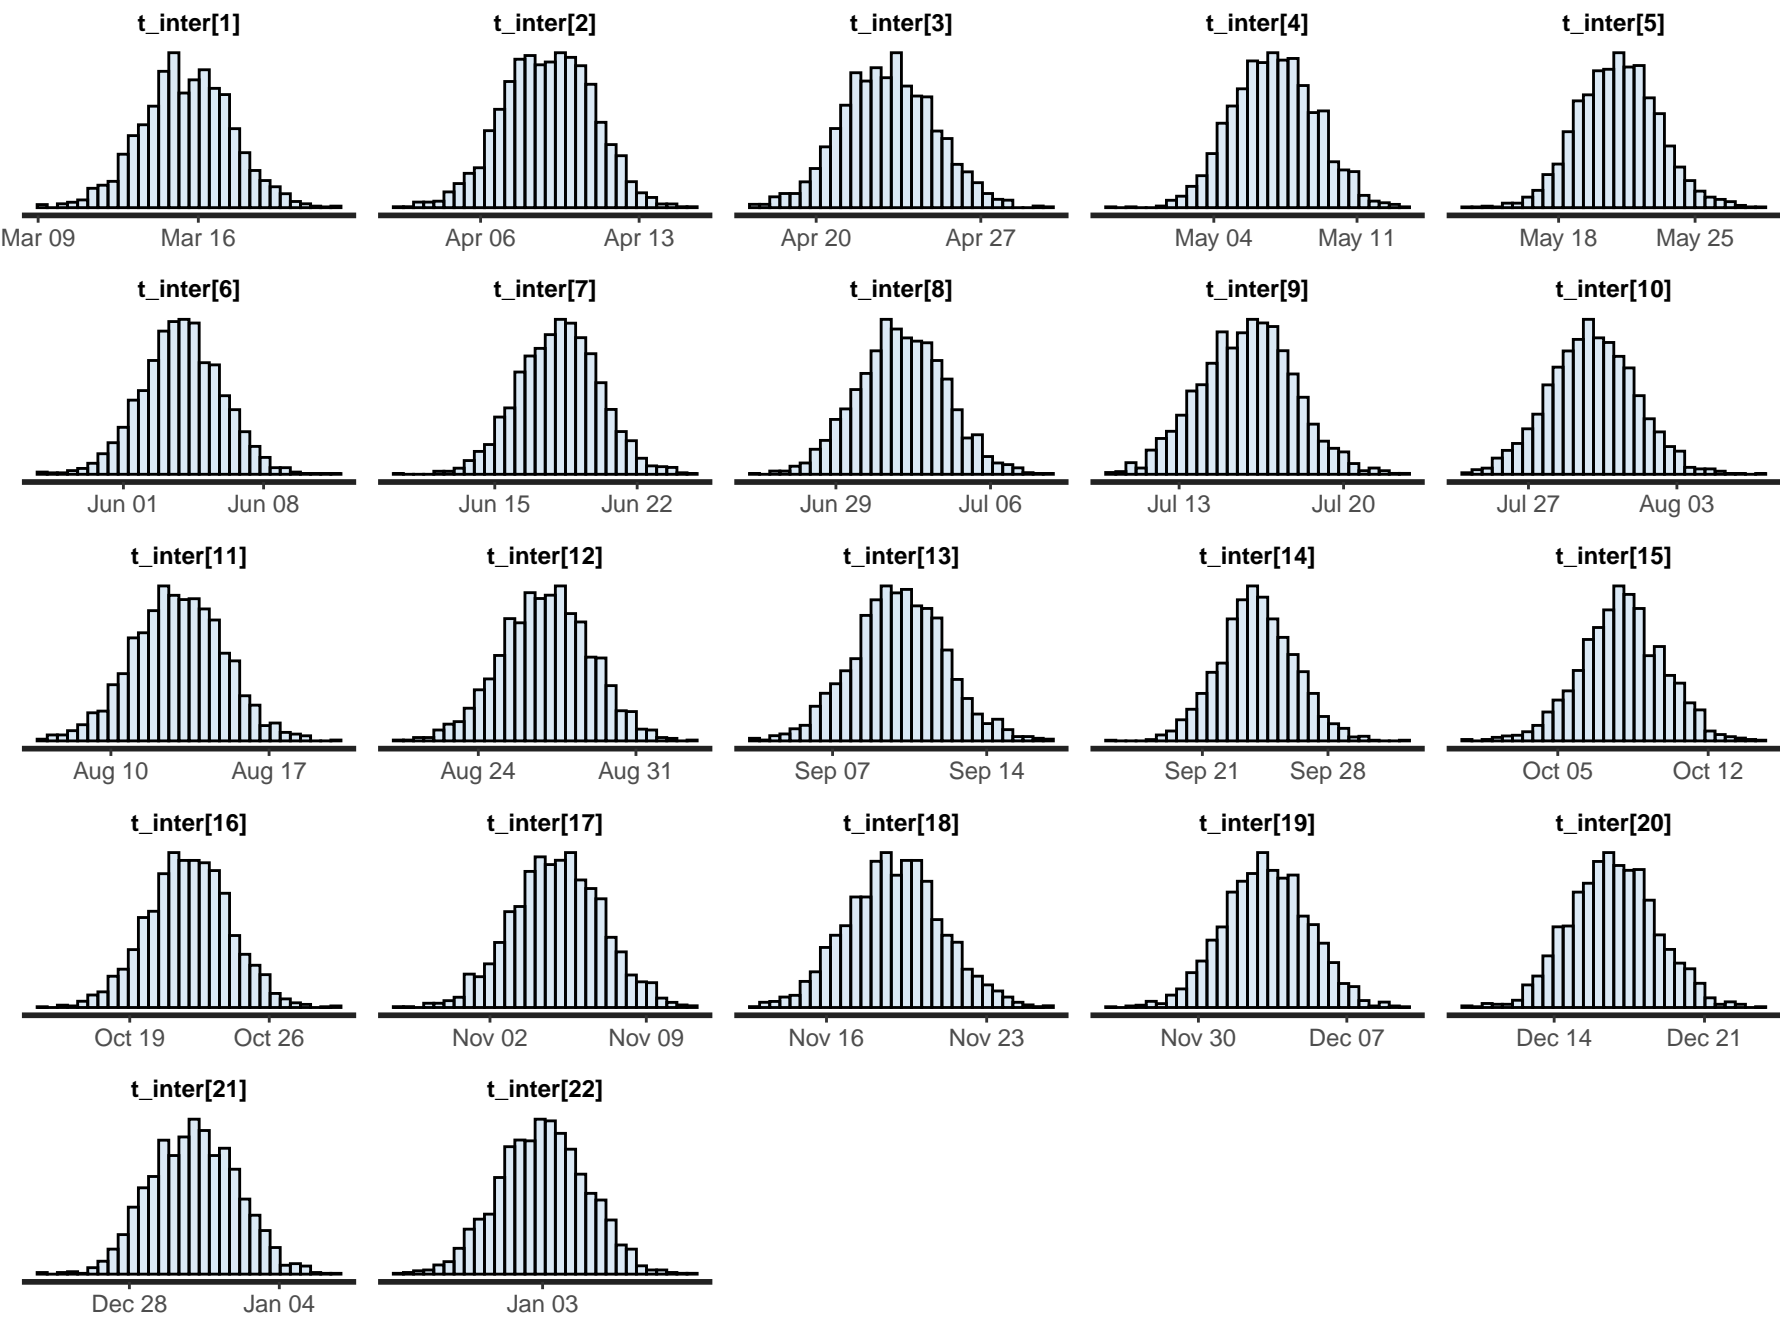 t_inter[1] t_inter[2] t_inter[3] t_inter[4] t_inter[5]
Mar 09 Mar 16 Apr 06 Apr 13 Apr 20 Apr 27 May 04 May 11 May 18 May 25
t_inter[6] t_inter[7] t_inter[8] t_inter[9] t_inter[10]
Jun 01 Jun 08 Jun 15 Jun 22 Jun 29 Jul 06 Jul 13 Jul 20 Jul 27 Aug 03
t_inter[11] t_inter[12] t_inter[13] t_inter[14] t_inter[15]
Aug 10 Aug 17 Aug 24 Aug 31 Sep 07 Sep 14 Sep 21 Sep 28 Oct 05 Oct 12
t_inter[16] t_inter[17] t_inter[18] t_inter[19] t_inter[20]
Oct 19 Oct 26 Nov 02 Nov 09 Nov 16 Nov 23 Nov 30 Dec 07 Dec 14 Dec 21
t_inter[21] t_inter[22]
Dec 28 Jan 04 Jan 03